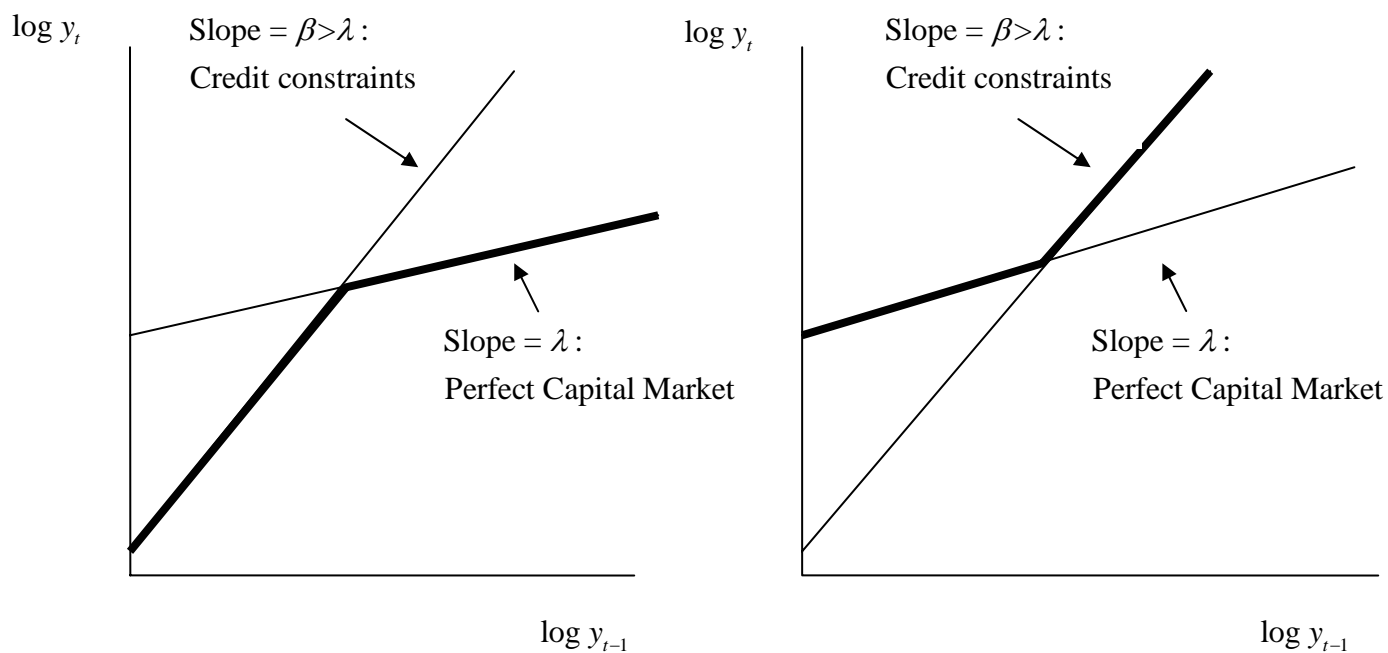 log y_t
Slope = β>λ :
Credit constraints
Slope = λ :
Perfect Capital Market
log y_{t−1}
log y_t
Slope = β>λ :
Credit constraints
Slope = λ :
Perfect Capital Market
log y_{t−1}